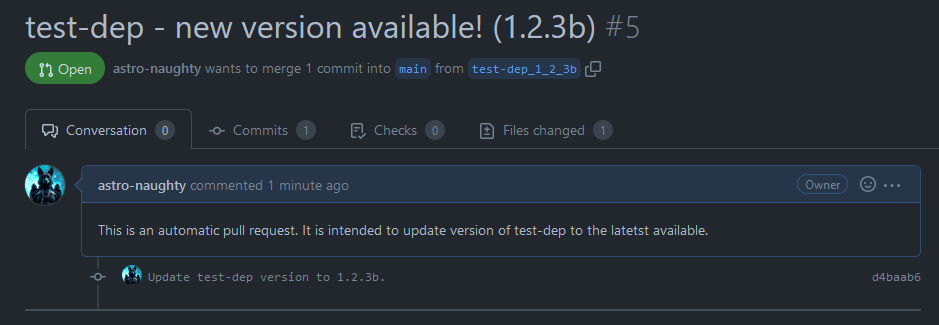 test-dep - new version available! (1.2.3b) #5
Open astro-naughty wants to merge 1 commit into main from test-dep_1_2_3b
Conversation 0 Commits 1 Checks 0 Files changed 1
astro-naughty commented 1 minute ago Owner
This is an automatic pull request. It is intended to update version of test-dep to the latetst available.
Update test-dep version to 1.2.3b. d4baab6